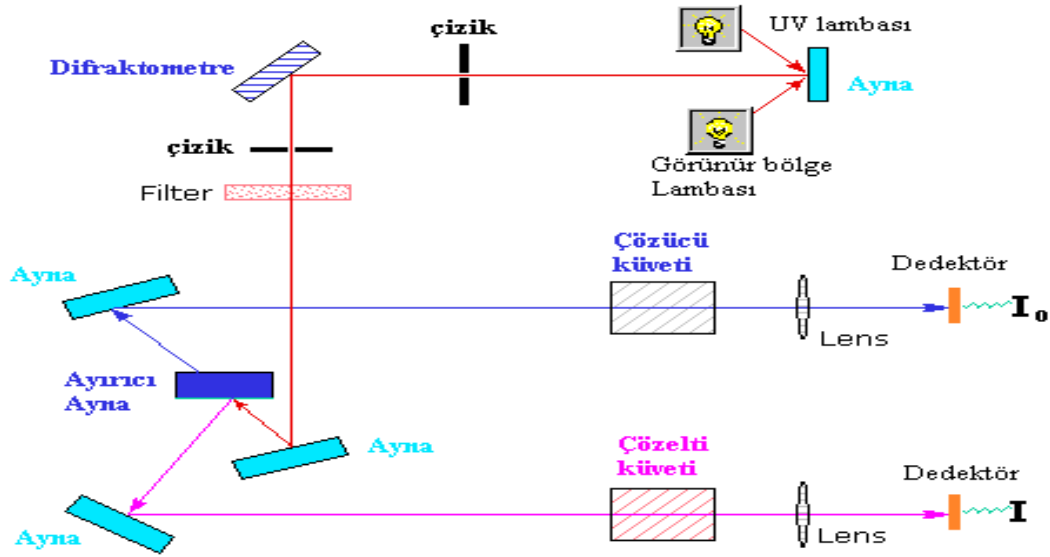 çizik
UV lambası
Difraktometre
Ayna
çizik
Görünür bölge
Lambası
Filter
Çözücü
küveti
Ayna
Dedektör
I 0
Lens
Ayırıcı
Ayna
Ayna
Çözelti
küveti
Dedektör
I
Lens
Ayna